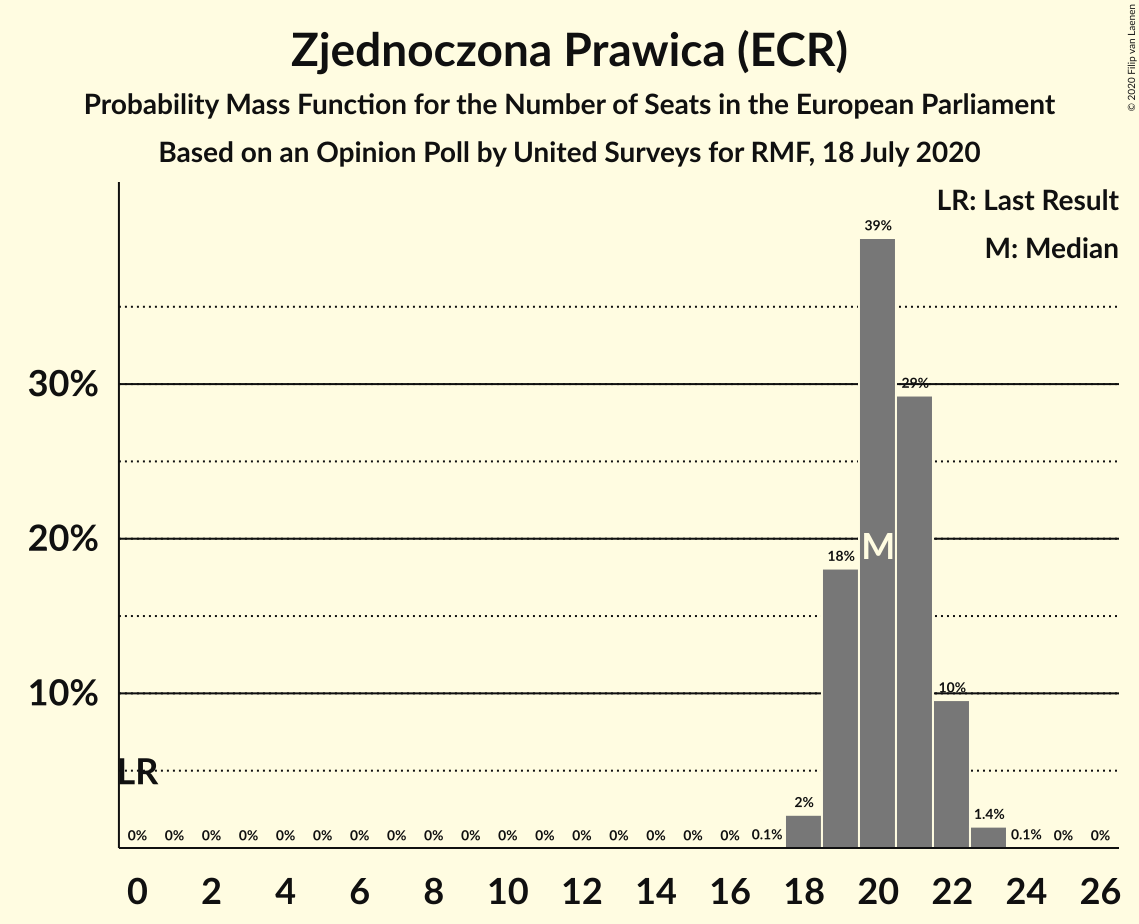 © 2020 Filip van Laenen
Zjednoczona Prawica (ECR)
Probability Mass Function for the Number of Seats in the European Parliament
Based on an Opinion Poll by United Surveys for RMF, 18 July 2020
LR: Last Result
M: Median
39%
30%
29%
20%
M
18%
10%
10%
LR
2%
1.4%
0% 0% 0% 0% 0% 0% 0% 0% 0% 0% 0% 0% 0% 0% 0% 0% 0% 0.1% 0.1% 0% 0%
0 2 4 6 8 10 12 14 16 18 20 22 24 26